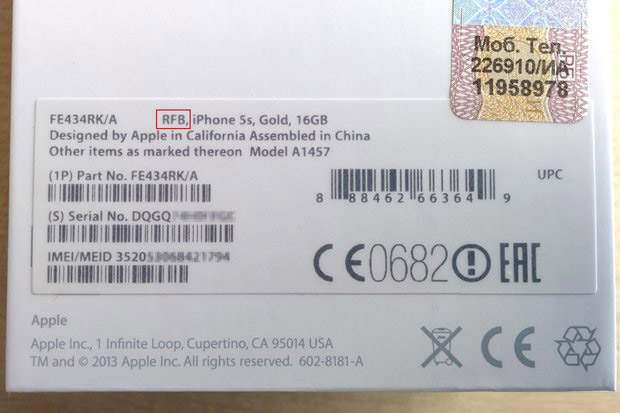 Моб. Тел.
226910/ИА
11958978
FE434RK/A RFB, iPhone 5s, Gold, 16GB
Designed by Apple in California Assembled in China
Other items as marked thereon Model A1457
(1P) Part No. FE434RK/A
UPC
8 88462 66364 9
(S) Serial No. DQGQ
IMEI/MEID 3520
CE0682 EAC
Apple
Apple Inc., 1 Infinite Loop, Cupertino, CA 95014 USA
TM and © 2013 Apple Inc. All rights reserved. 602-8181-A
CE